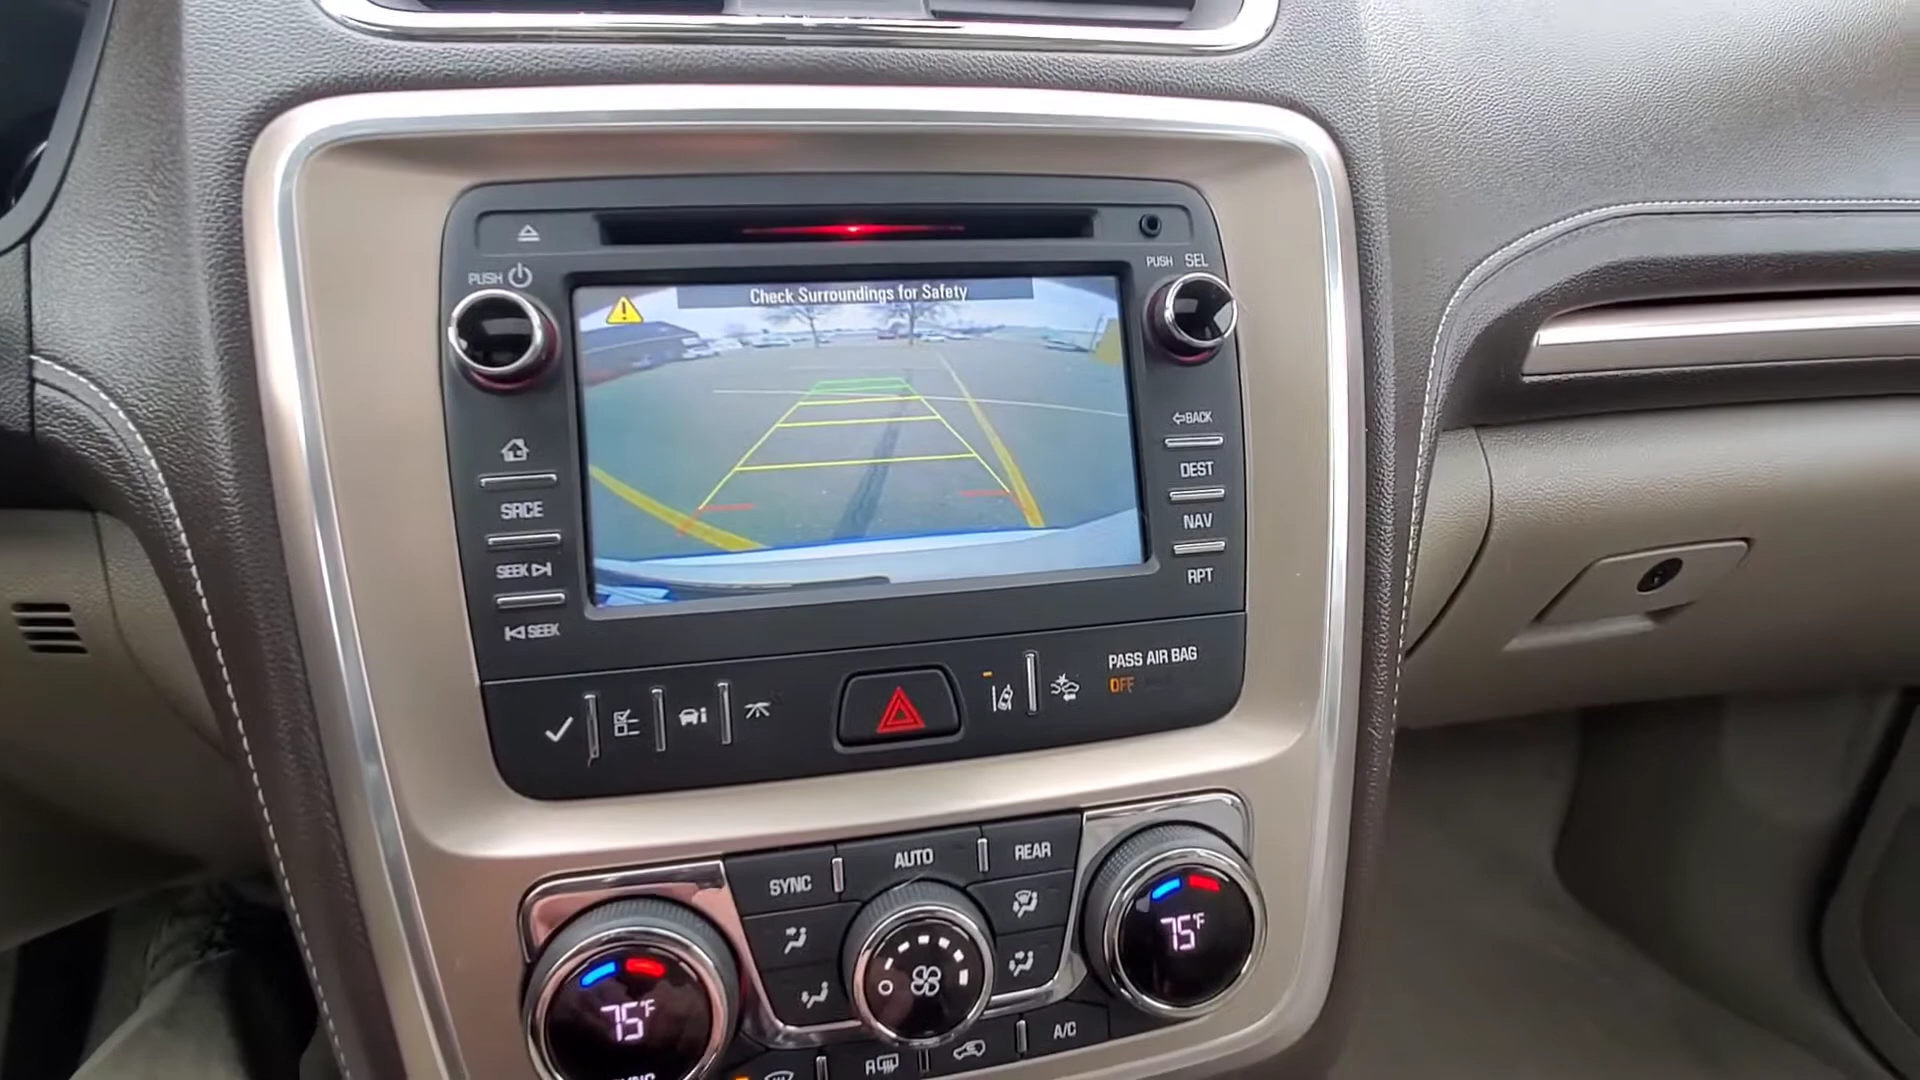 PUSH
PUSH SEL
Check Surroundings for Safety
BACK
DEST
SRCE
NAV
SEEK
RPT
SEEK
PASS AIR BAG
OFF
AUTO
REAR
SYNC
75°F
75°F
A/C
R
SYNC